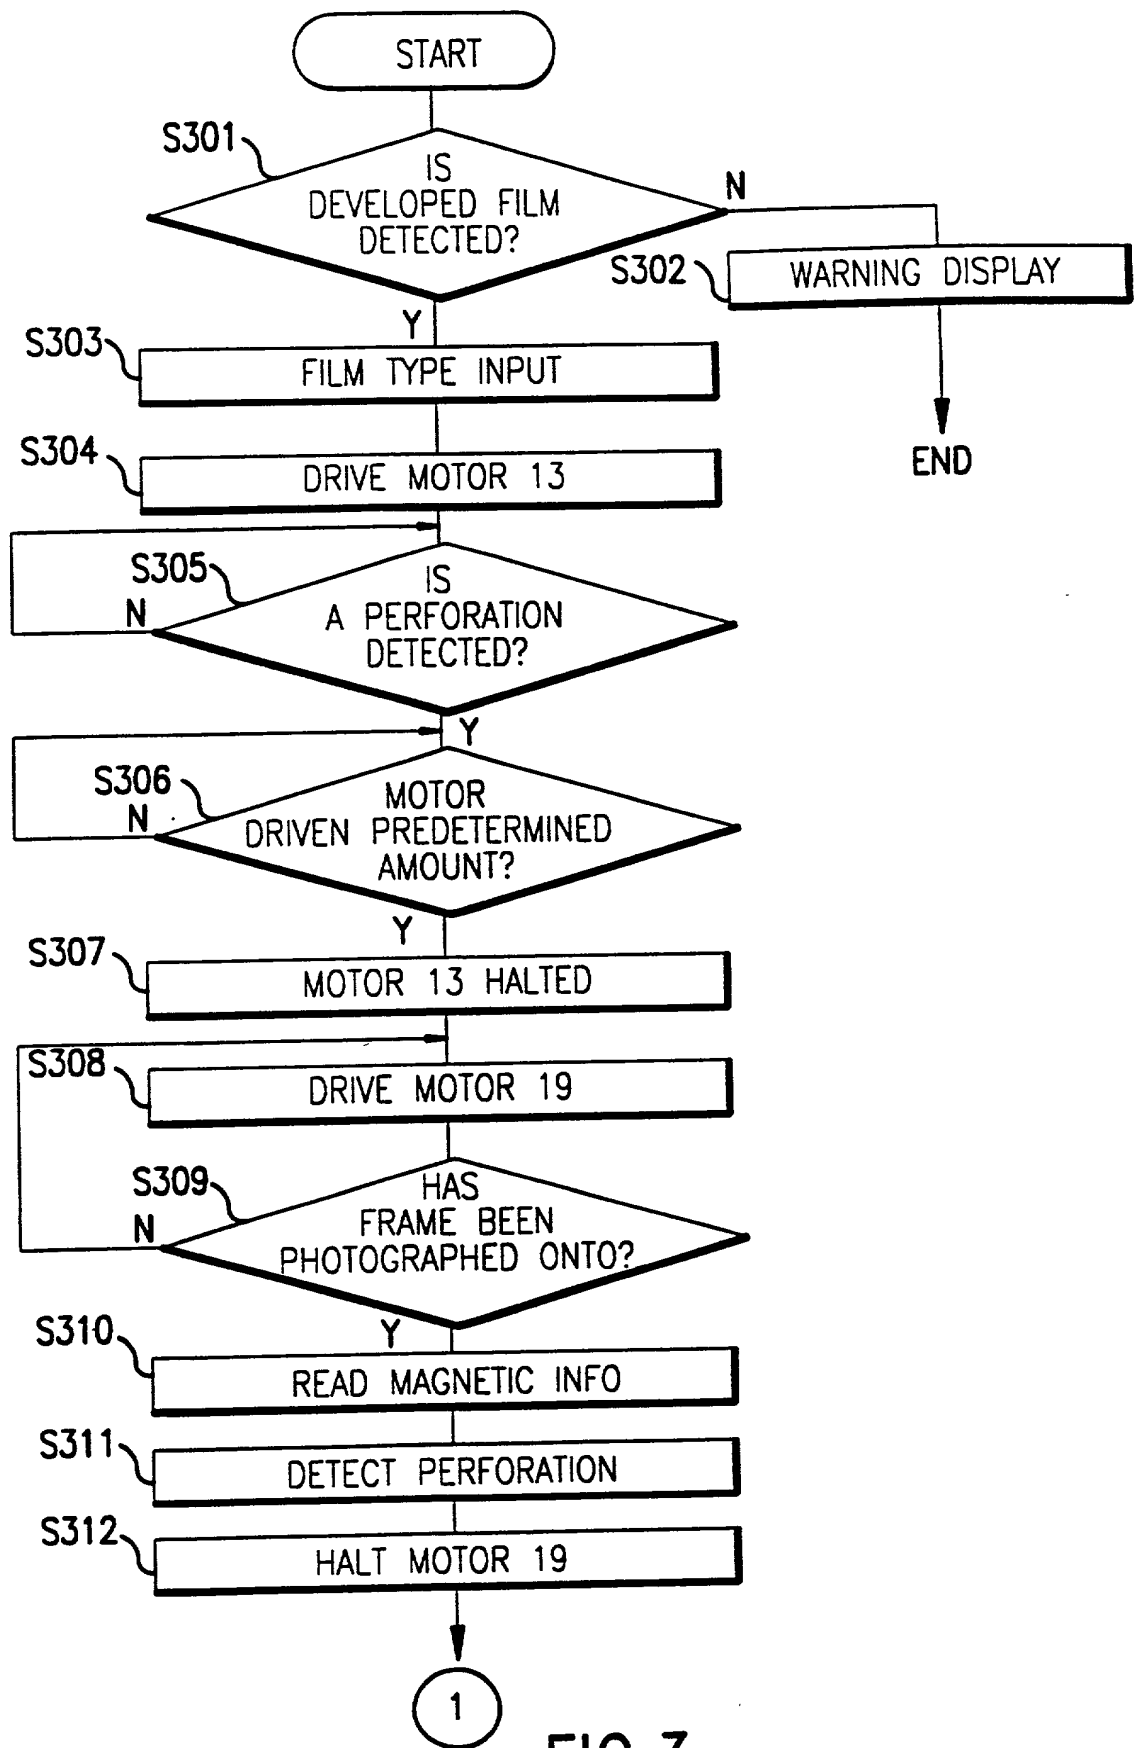 START
S301
IS
DEVELOPED FILM
DETECTED?
N
S302
WARNING DISPLAY
END
Y
S303
FILM TYPE INPUT
S304
DRIVE MOTOR 13
S305
IS
A PERFORATION
DETECTED?
N
Y
S306
MOTOR
DRIVEN PREDETERMINED
AMOUNT?
N
Y
S307
MOTOR 13 HALTED
S308
DRIVE MOTOR 19
S309
HAS
FRAME BEEN
PHOTOGRAPHED ONTO?
N
Y
S310
READ MAGNETIC INFO
S311
DETECT PERFORATION
S312
HALT MOTOR 19
1